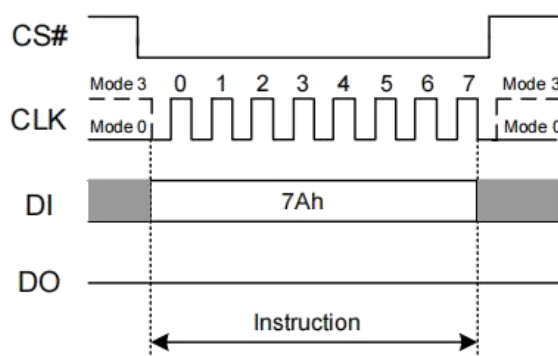 CS#
Mode 3 0 1 2 3 4 5 6 7 Mode 3
CLK
Mode 0 Mode 0
DI 7Ah
DO
Instruction